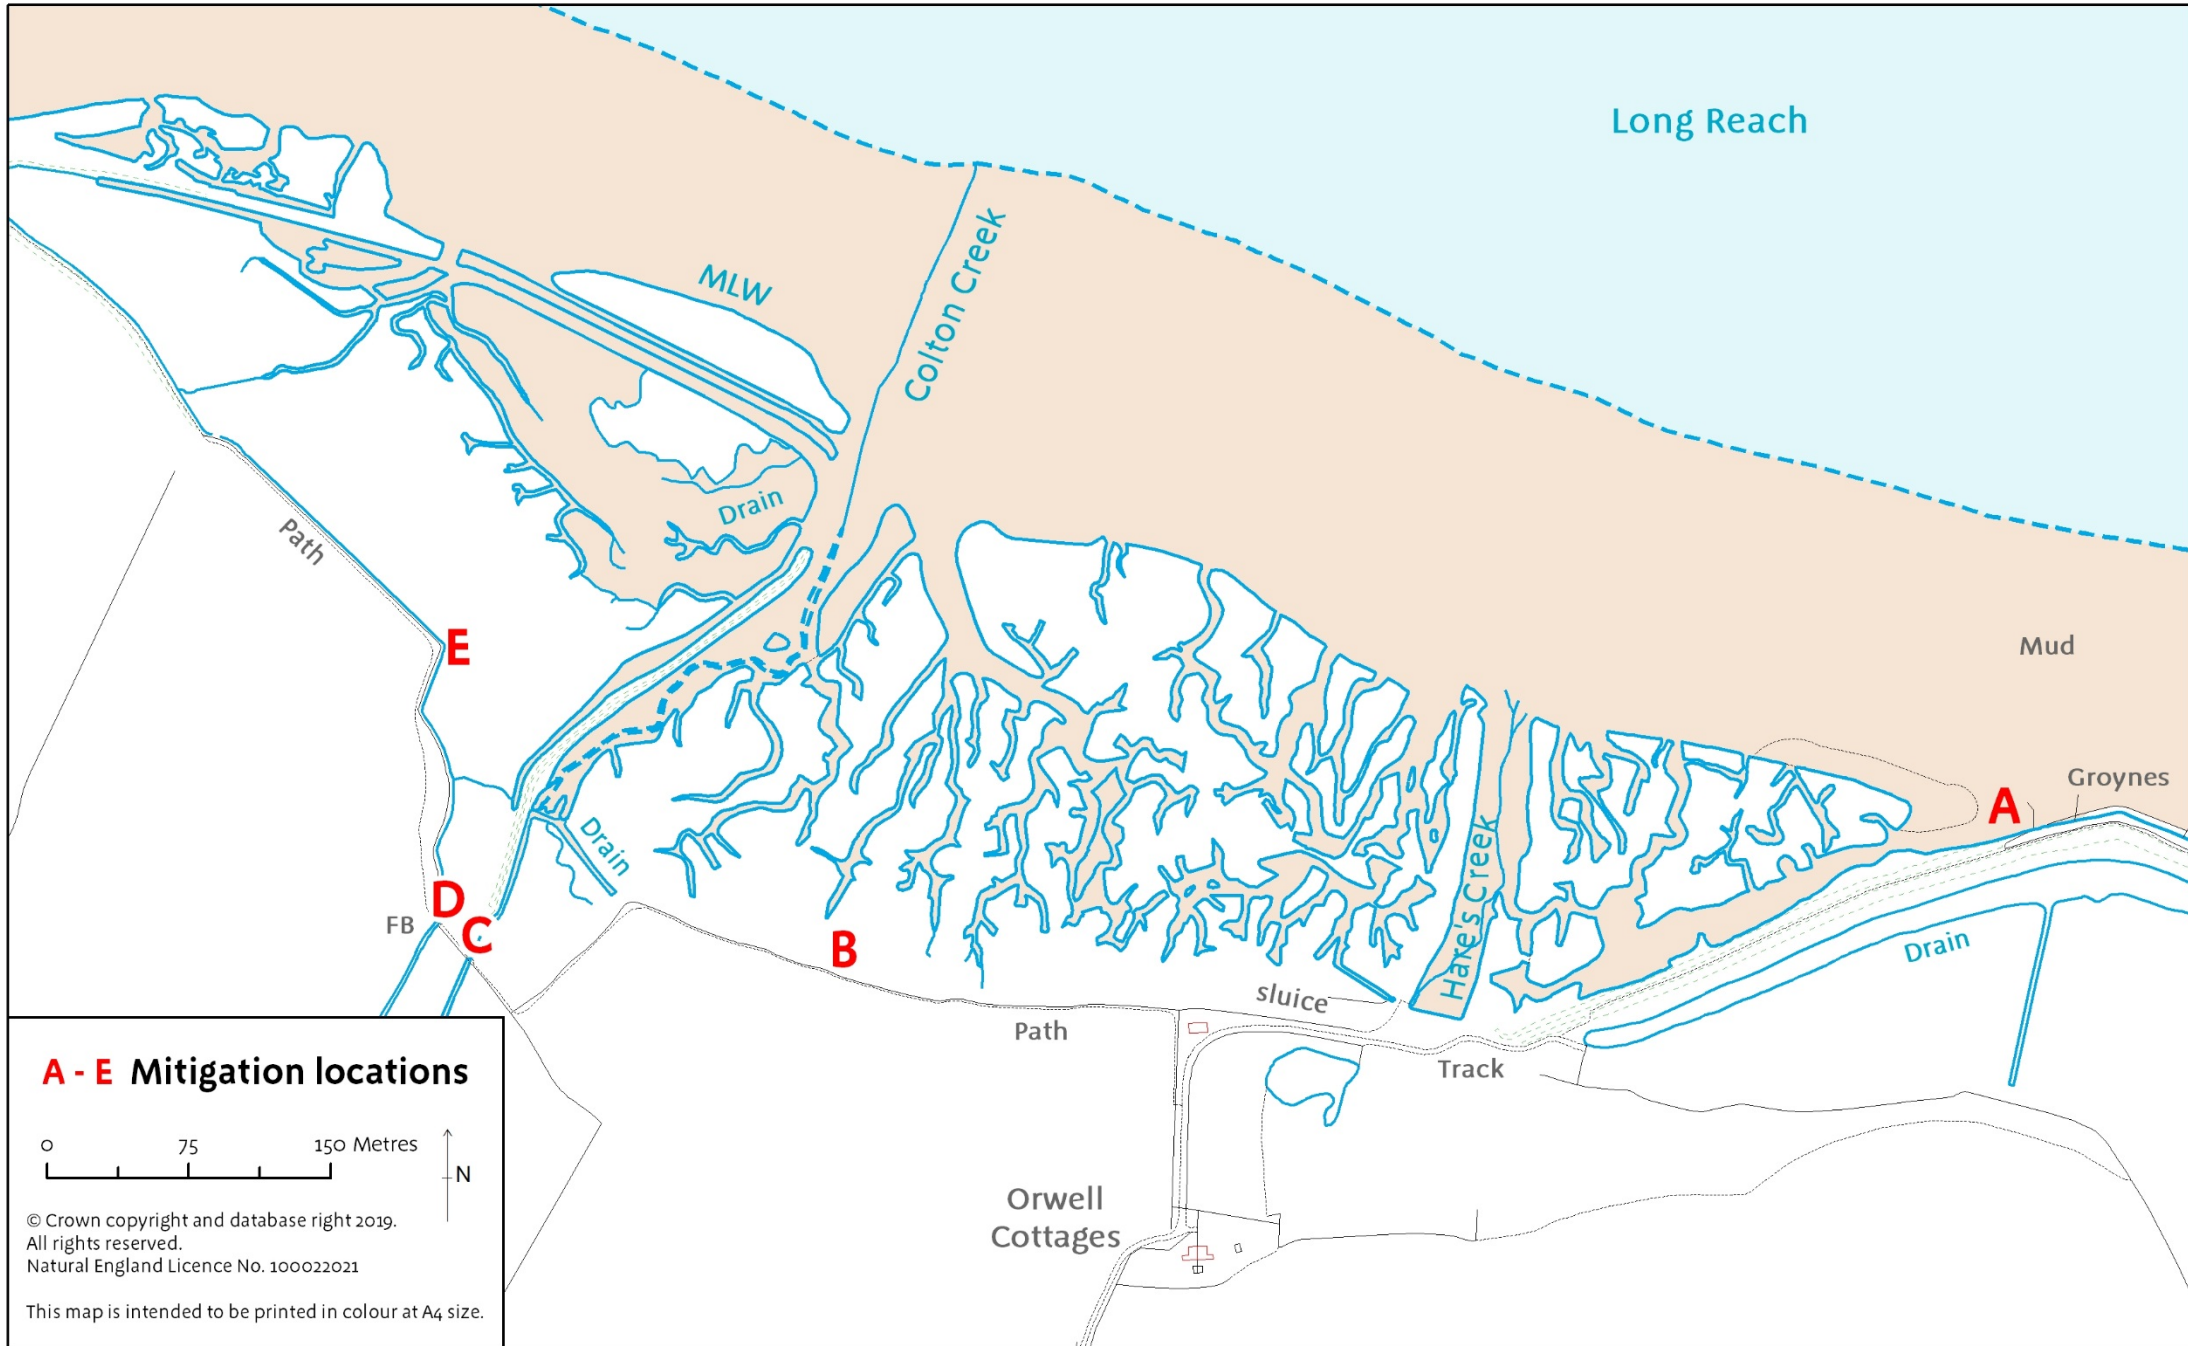 Long Reach
MLW
Colton Creek
Drain
Path
E
Mud
Groynes
A
Drain
D
C
FB
B
Hare's Creek
Drain
sluice
Path
Track
Orwell
Cottages
A - E Mitigation locations
0 75 150 Metres
N
© Crown copyright and database right 2019.
All rights reserved.
Natural England Licence No. 100022021
This map is intended to be printed in colour at A4 size.